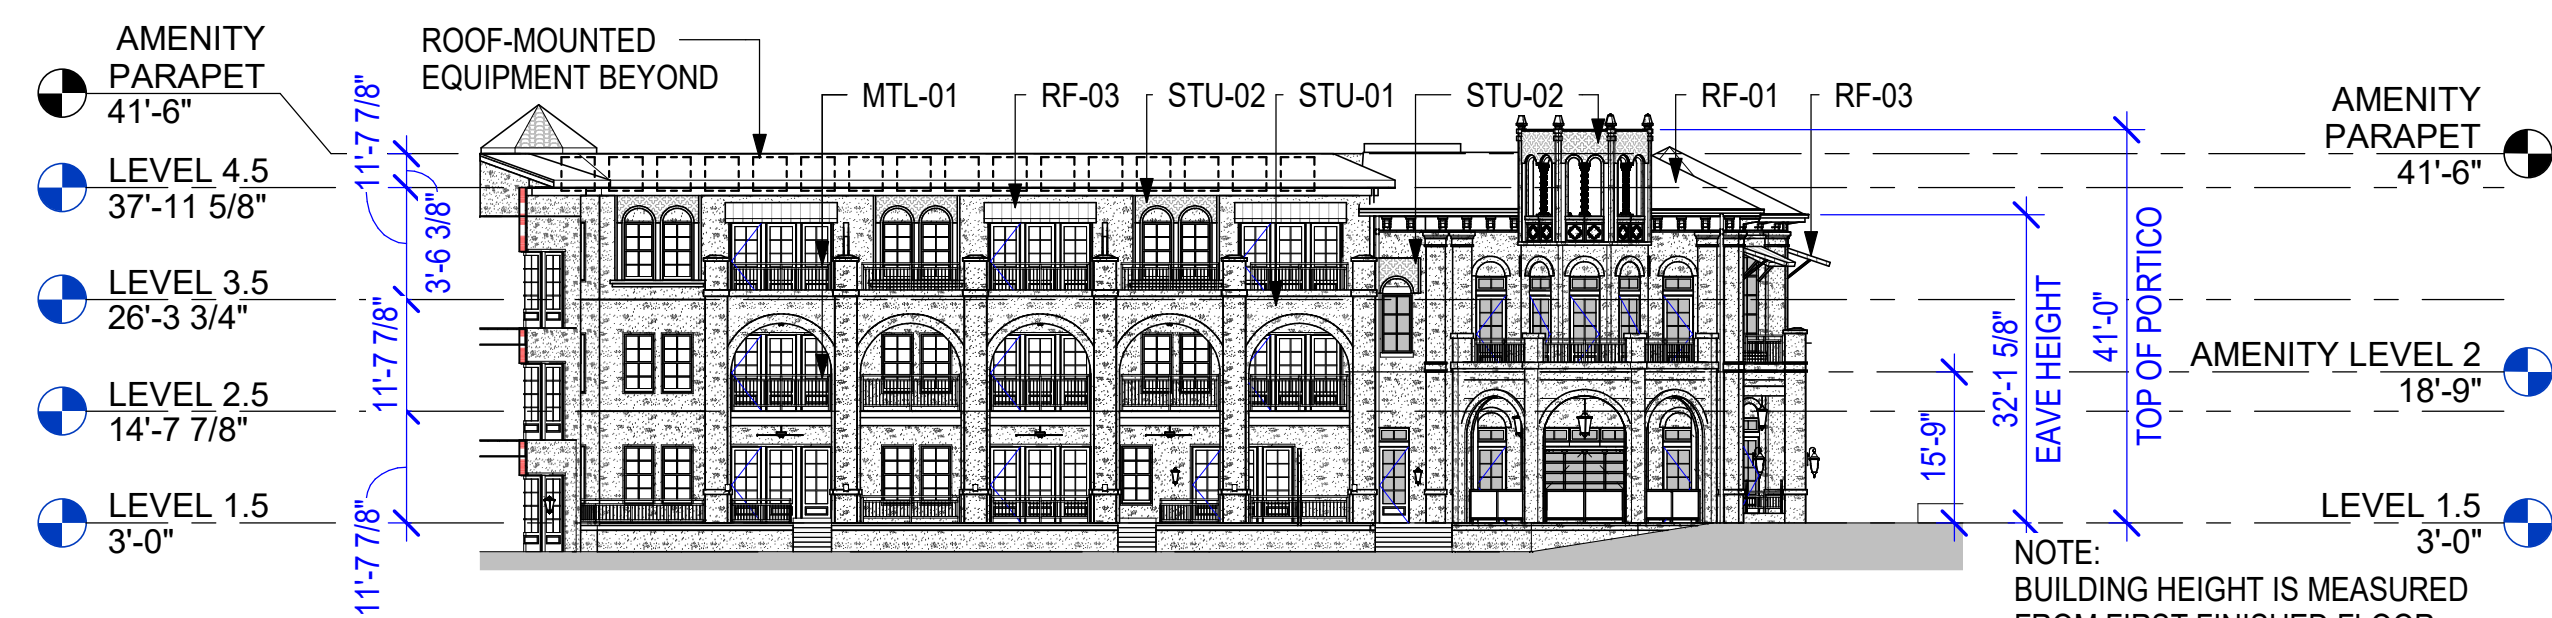 AMENITY
PARAPET
41'-6"
LEVEL 4.5
37'-11 5/8"
LEVEL 3.5
26'-3 3/4"
LEVEL 2.5
14'-7 7/8"
LEVEL 1.5
3'-0"
11'-7 7/8"
3'-6 3/8"
11'-7 7/8"
11'-7 7/8"
ROOF-MOUNTED
EQUIPMENT BEYOND
MTL-01
RF-03
STU-02
STU-01
STU-02
RF-01
RF-03
15'-9"
32'-1 5/8"
EAVE HEIGHT
41'-0"
TOP OF PORTICO
AMENITY
PARAPET
41'-6"
AMENITY LEVEL 2
18'-9"
LEVEL 1.5
3'-0"
NOTE:
BUILDING HEIGHT IS MEASURED
FROM FIRST FINISHED FLOOR